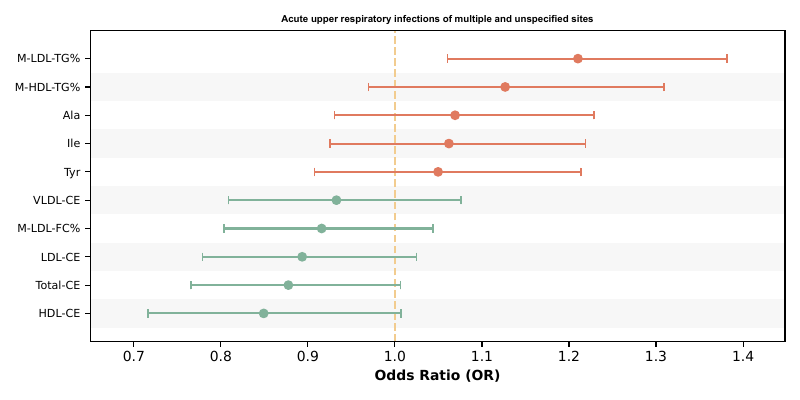 Acute upper respiratory infections of multiple and unspecified sites
M-LDL-TG%
M-HDL-TG%
Ala
Ile
Tyr
VLDL-CE
M-LDL-FC%
LDL-CE
Total-CE
HDL-CE
0.7 0.8 0.9 1.0 1.1 1.2 1.3 1.4
Odds Ratio (OR)